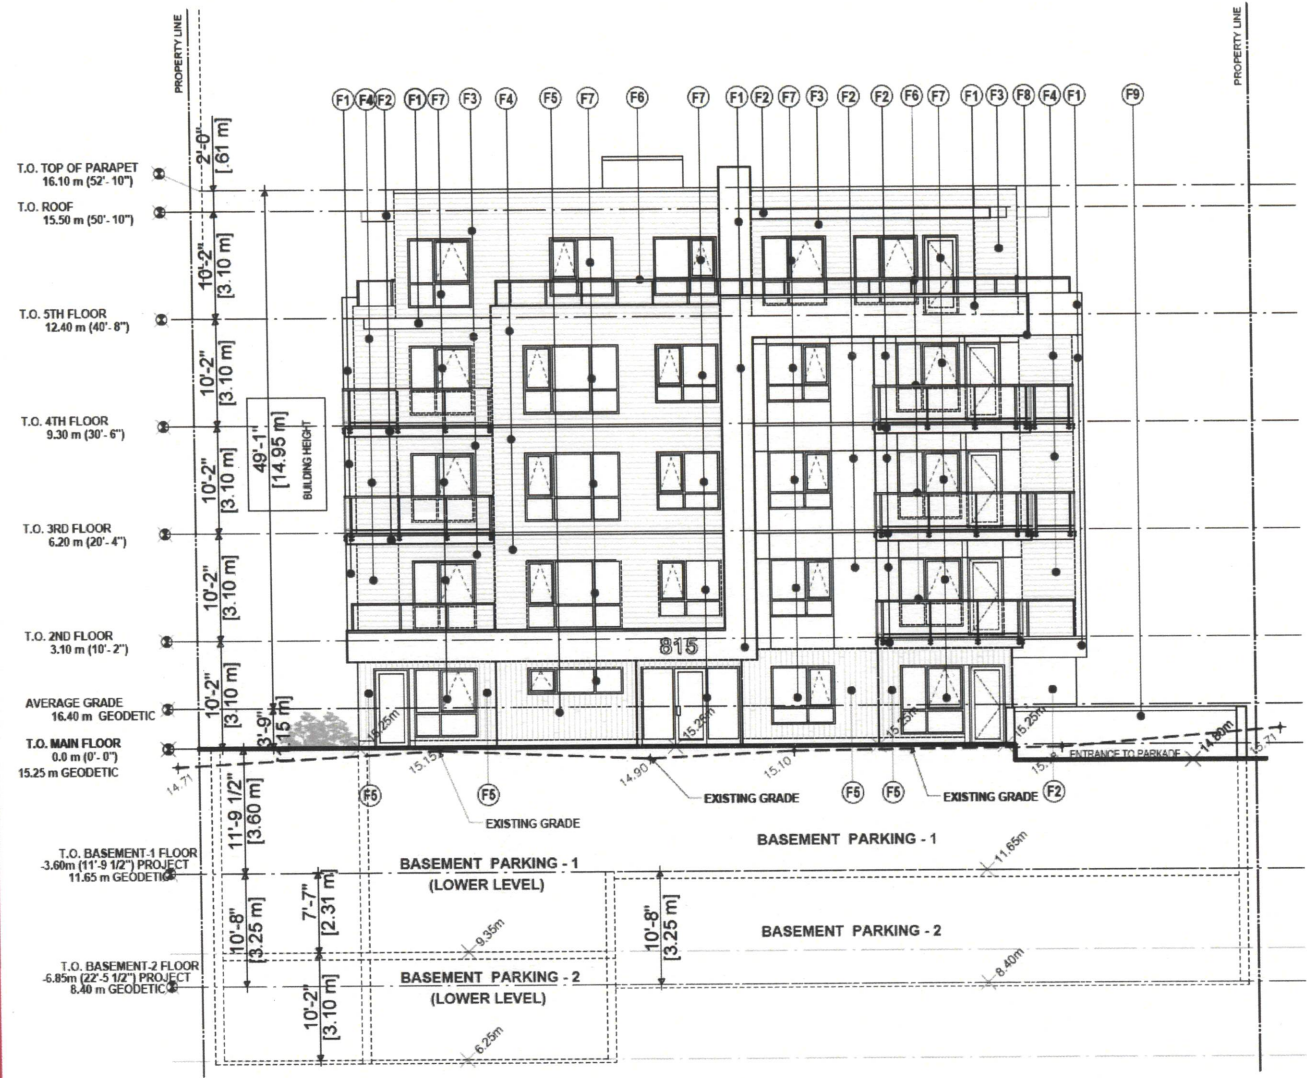 PROPERTY LINE
PROPERTY LINE
F1 F4 F2 F1 F7 F3 F4 F5 F7 F6 F7 F1 F2 F7 F3 F2 F2 F6 F7 F1 F3 F8 F4 F1 F9
2'-0"
[.61 m]
T.O. TOP OF PARAPET
16.10 m (52'- 10")
T.O. ROOF
15.50 m (50'- 10")
10'-2"
[3.10 m]
T.O. 5TH FLOOR
12.40 m (40'- 8")
10'-2"
[3.10 m]
T.O. 4TH FLOOR
9.30 m (30'- 6")
49'-1"
[14.95 m]
BUILDING HEIGHT
10'-2"
[3.10 m]
T.O. 3RD FLOOR
6.20 m (20'- 4")
10'-2"
[3.10 m]
T.O. 2ND FLOOR
3.10 m (10'- 2")
815
10'-2"
[3.10 m]
AVERAGE GRADE
16.40 m GEODETIC
3'-9"
[1.15 m]
T.O. MAIN FLOOR
0.0 m (0'- 0")
15.25 m GEODETIC
15.25m
15.25m
15.25m
15.25m
14.80m
15.71
ENTRANCE TO PARKADE
14.71
15.15
14.90
15.10
F5 F5 F5 F5 F2
EXISTING GRADE
EXISTING GRADE
EXISTING GRADE
11'-9 1/2"
[3.60 m]
BASEMENT PARKING - 1
11.65m
T.O. BASEMENT-1 FLOOR
-3.60m (11'-9 1/2") PROJECT
11.65 m GEODETIC
BASEMENT PARKING - 1
(LOWER LEVEL)
7'-7"
[2.31 m]
10'-8"
[3.25 m]
10'-8"
[3.25 m]
9.35m
BASEMENT PARKING - 2
8.40m
T.O. BASEMENT-2 FLOOR
-6.85m (22'-5 1/2") PROJECT
8.40 m GEODETIC
BASEMENT PARKING - 2
(LOWER LEVEL)
10'-2"
[3.10 m]
6.25m